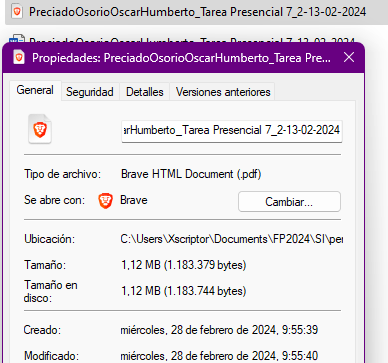 PreciadoOsorioOscarHumberto_Tarea Presencial 7_2-13-02-2024
PreciadoOsorioOscarHumberto_Tarea Presencial 7_2-13-02-2024
Propiedades: PreciadoOsorioOscarHumberto_Tarea Pre...
General Seguridad Detalles Versiones anteriores
arHumberto_Tarea Presencial 7_2-13-02-2024
Tipo de archivo: Brave HTML Document (.pdf)
Se abre con: Brave Cambiar...
Ubicación: C:\Users\Xscriptor\Documents\FP2024\SI\per
Tamaño: 1,12 MB (1.183.379 bytes)
Tamaño en
disco: 1,12 MB (1.183.744 bytes)
Creado: miércoles, 28 de febrero de 2024, 9:55:39
Modificado: miércoles, 28 de febrero de 2024, 9:55:40